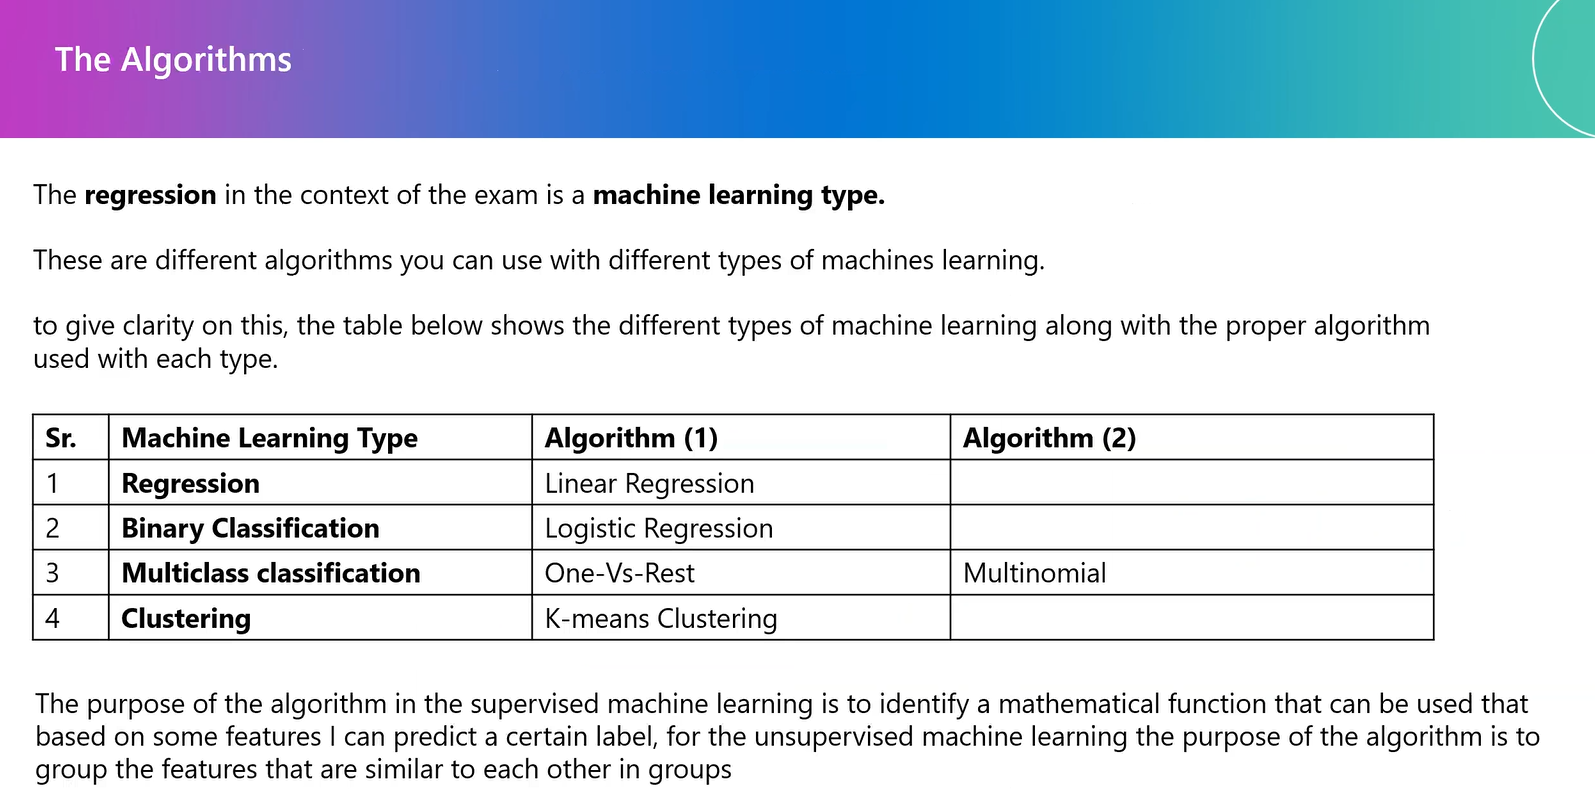 The Algorithms
The regression in the context of the exam is a machine learning type.
These are different algorithms you can use with different types of machines learning.
to give clarity on this, the table below shows the different types of machine learning along with the proper algorithm
used with each type.
Sr. Machine Learning Type Algorithm (1) Algorithm (2)
1 Regression Linear Regression
2 Binary Classification Logistic Regression
3 Multiclass classification One-Vs-Rest Multinomial
4 Clustering K-means Clustering
The purpose of the algorithm in the supervised machine learning is to identify a mathematical function that can be used that
based on some features I can predict a certain label, for the unsupervised machine learning the purpose of the algorithm is to
group the features that are similar to each other in groups